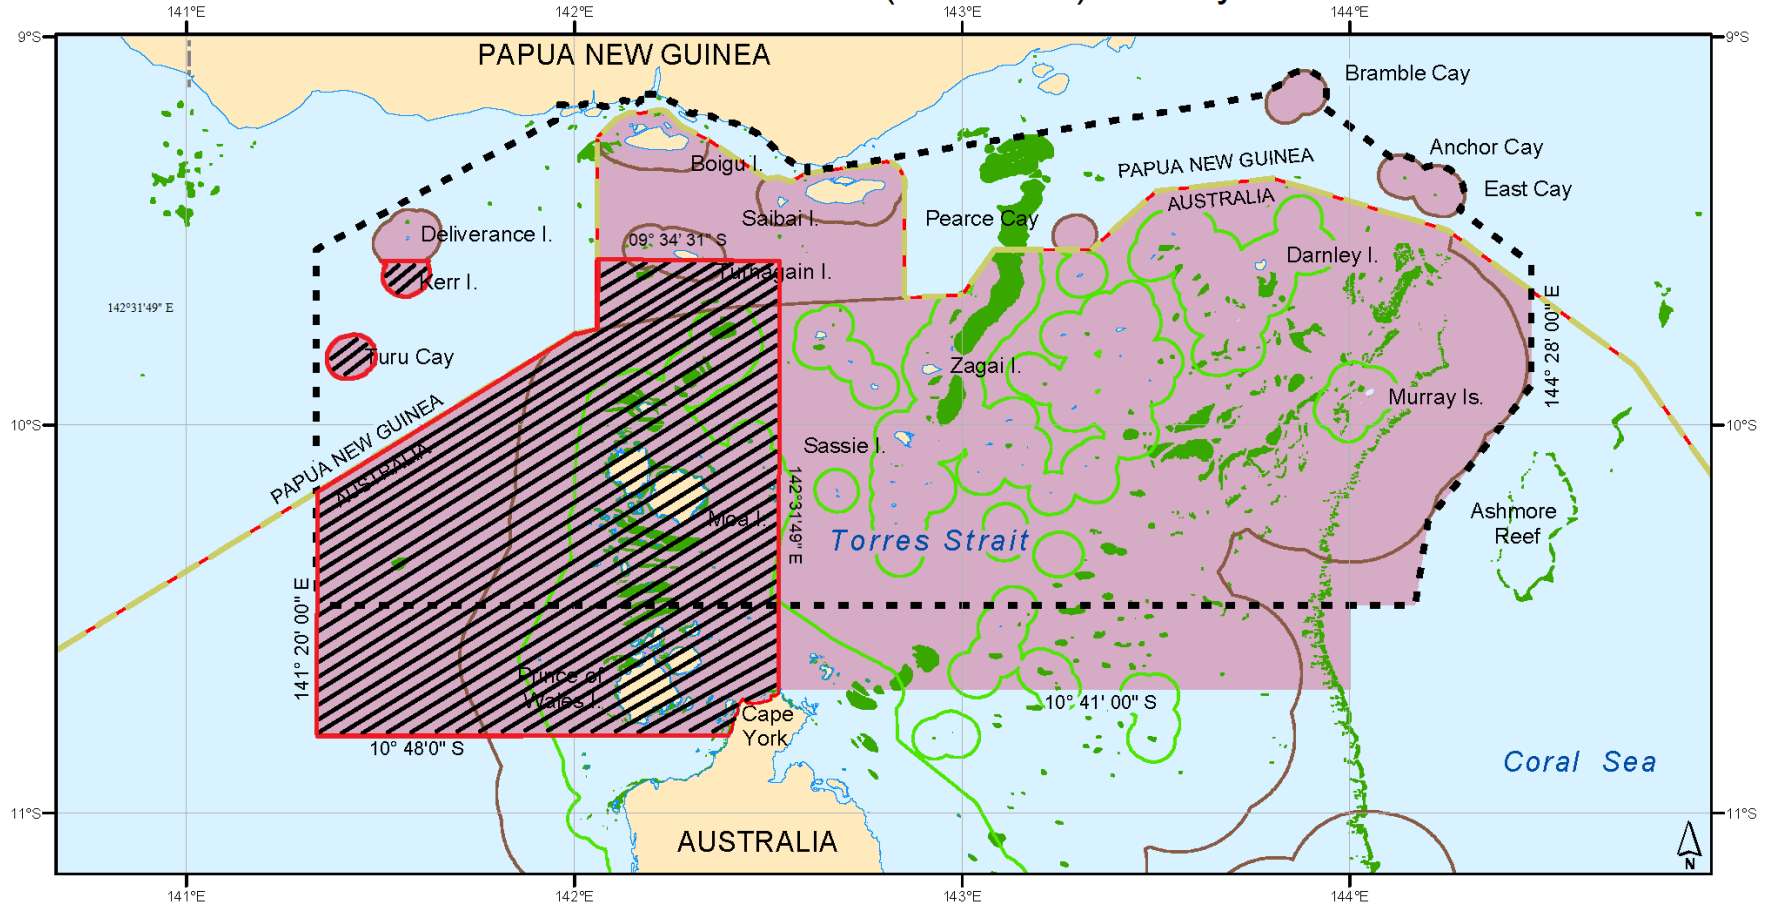 141°E 142°E 143°E 144°E
9°S 9°S
PAPUA NEW GUINEA
Bramble Cay
Anchor Cay
PAPUA NEW GUINEA
Boigu I.
East Cay
AUSTRALIA
Saibai I.
Pearce Cay
Deliverance I.
09° 34' 31" S
Darnley I.
Turnagain I.
Kerr I.
142°31'49" E
144° 28' 00"E
Turu Cay
Zagai I.
Murray Is.
PAPUA NEW GUINEA
AUSTRALIA
10°S 10°S
Sassie I.
142°31'49" E
Moa I.
Ashmore
Reef
Torres Strait
141° 20' 00" E
Prince of
Wales I.
10° 41' 00" S
Cape
York
10° 48'0" S
Coral Sea
11°S 11°S
AUSTRALIA
N
141°E 142°E 143°E 144°E